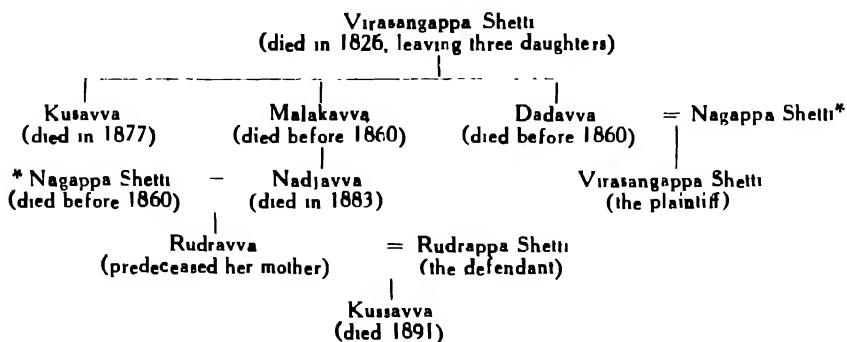 Virasangappa Shetti
(died in 1826, leaving three daughters)
Kusavva Malakavva Dadavva = Nagappa Shetti*
(died in 1877) (died before 1860) (died before 1860)
* Nagappa Shetti – Nadjavva Virasangappa Shetti
(died before 1860) (died in 1883) (the plaintiff)
Rudravva = Rudrappa Shetti
(predeceased her mother) (the defendant)
Kussavva
(died 1891)